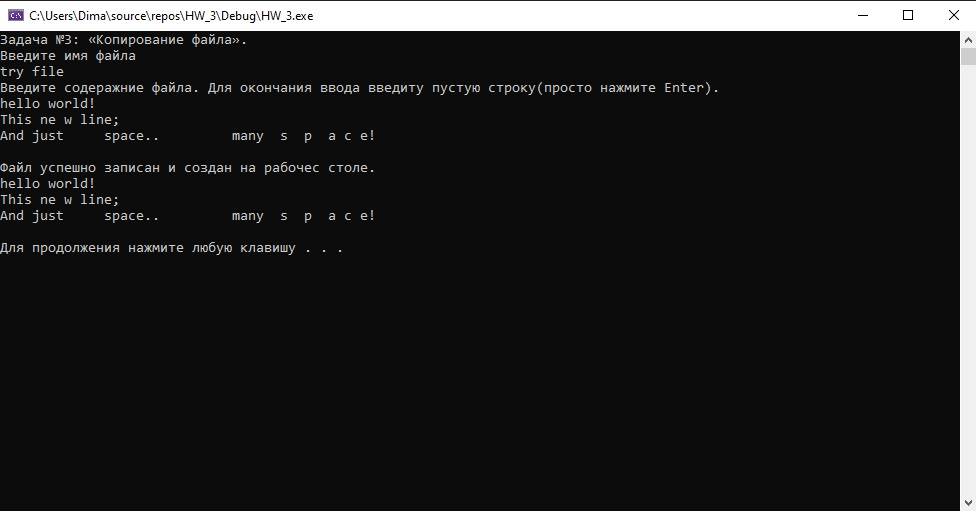 C:\Users\Dima\source\repos\HW_3\Debug\HW_3.exe
Задача №3: «Копирование файла».
Введите имя файла
try file
Введите содеражние файла. Для окончания ввода введиту пустую строку(просто нажмите Enter).
hello world!
This ne w line;
And just     space..         many  s  p  a c e!
Файл успешно записан и создан на рабочес столе.
hello world!
This ne w line;
And just     space..         many  s  p  a c e!
Для продолжения нажмите любую клавишу . . .